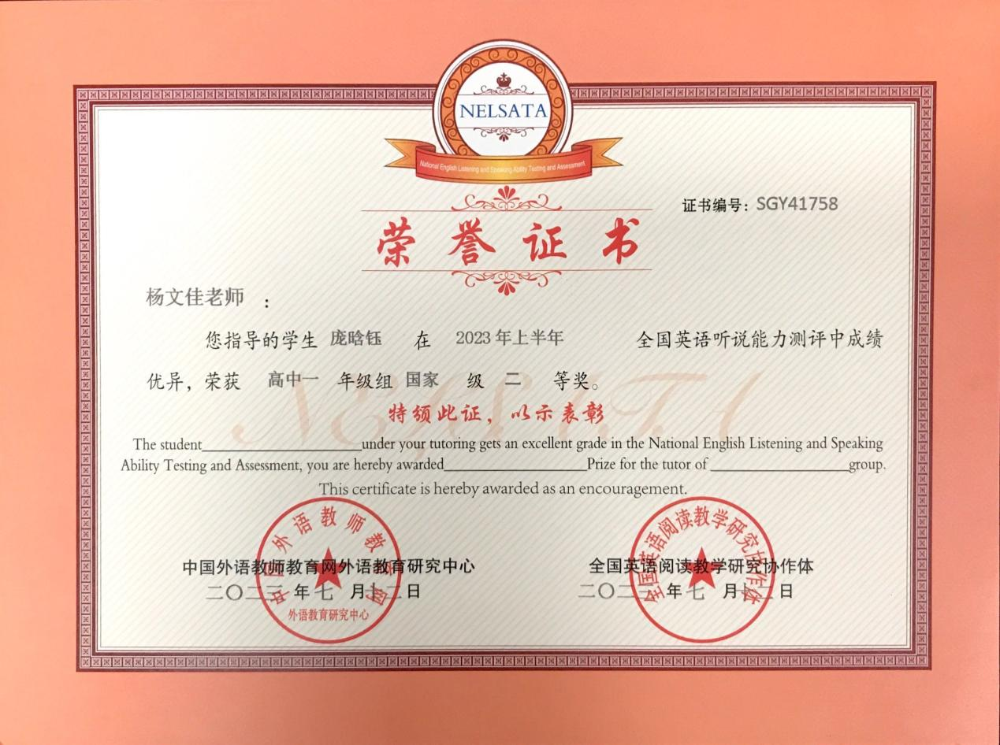 NELSATA
National English Listening and Speaking Ability Testing and Assessment
证书编号：SGY41758
荣誉证书
杨文佳老师：
您指导的学生 庞晗钰 在 2023年上半年 全国英语听说能力测评中成绩
优异，荣获 高中一 年级组 国家 级 二 等奖。
NELSATA
特颁此证，以示表彰
The student____________________under your tutoring gets an excellent grade in the National English Listening and Speaking
Ability Testing and Assessment, you are hereby awarded__________________Prize for the tutor of _________________group.
This certificate is hereby awarded as an encouragement.
中国外语教师教育网
全国英语阅读教学研究协作体
中国外语教师教育网外语教育研究中心 全国英语阅读教学研究协作体
二〇二三年七月十二日 二〇二三年七月十二日
外语教育研究中心